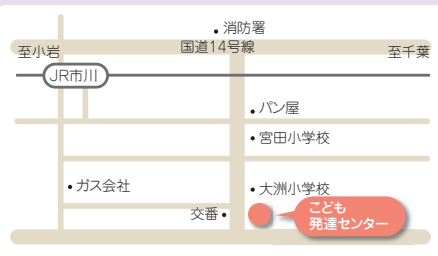 消防署
国道14号線
至小岩
至千葉
JR市川
パン屋
宮田小学校
ガス会社
大洲小学校
交番
こども
発達センター